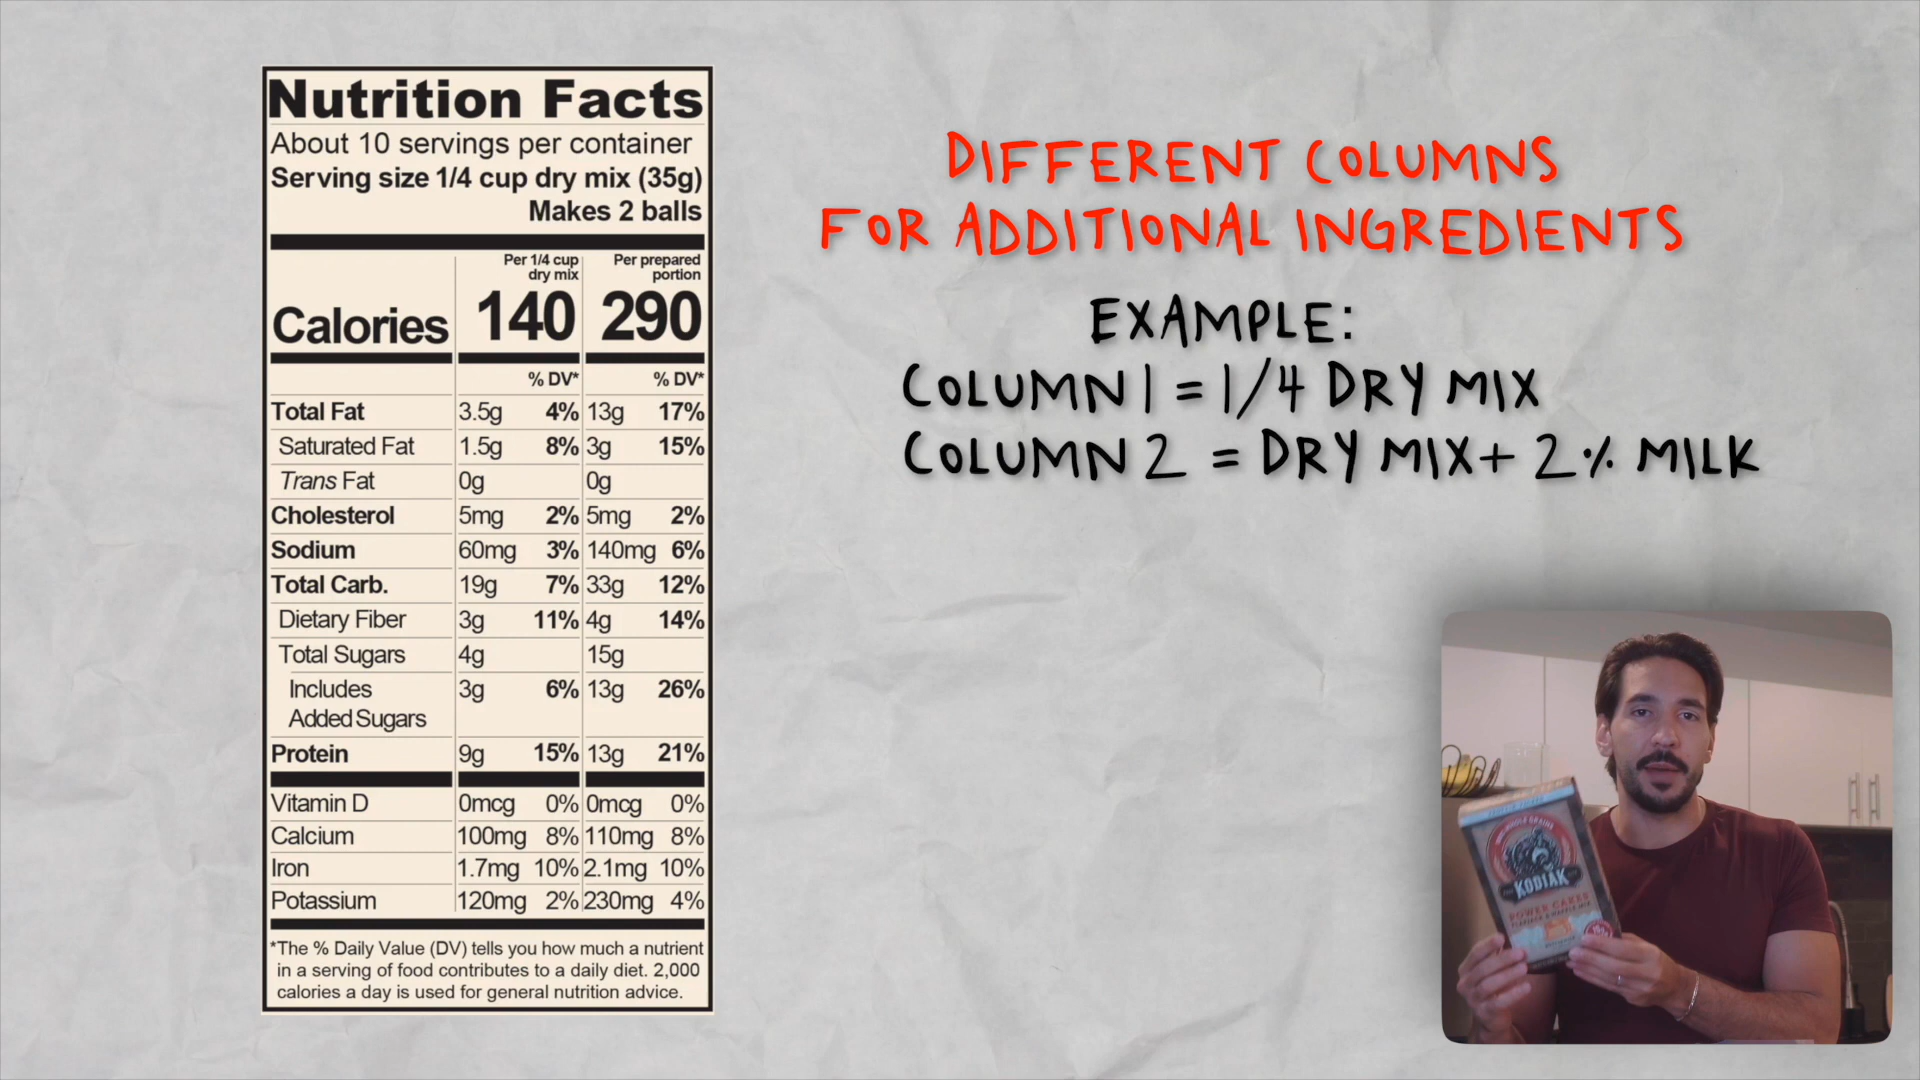 Nutrition Facts
About 10 servings per container
Serving size 1/4 cup dry mix (35g)
Makes 2 balls
Per 1/4 cup dry mix Per prepared portion
Calories 140 290
% DV* % DV*
Total Fat 3.5g 4% 13g 17%
Saturated Fat 1.5g 8% 3g 15%
Trans Fat 0g 0g
Cholesterol 5mg 2% 5mg 2%
Sodium 60mg 3% 140mg 6%
Total Carb. 19g 7% 33g 12%
Dietary Fiber 3g 11% 4g 14%
Total Sugars 4g 15g
Includes 3g 6% 13g 26%
Added Sugars
Protein 9g 15% 13g 21%
Vitamin D 0mcg 0% 0mcg 0%
Calcium 100mg 8% 110mg 8%
Iron 1.7mg 10% 2.1mg 10%
Potassium 120mg 2% 230mg 4%
*The % Daily Value (DV) tells you how much a nutrient
in a serving of food contributes to a daily diet. 2,000
calories a day is used for general nutrition advice.
DIFFERENT COLUMNS
FOR ADDITIONAL INGREDIENTS
EXAMPLE:
COLUMN 1 = 1/4 DRY MIX
COLUMN 2 = DRY MIX + 2% MILK
KODIAK
POWER CAKES